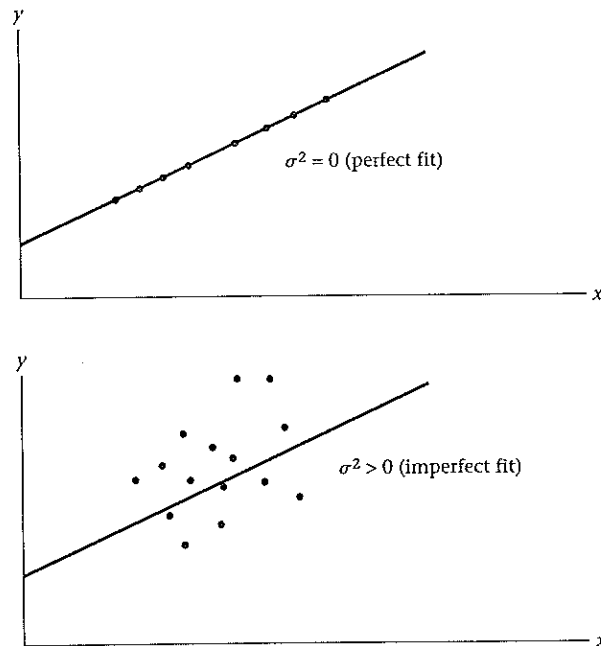 y
σ² = 0 (perfect fit)
x
y
σ² > 0 (imperfect fit)
x